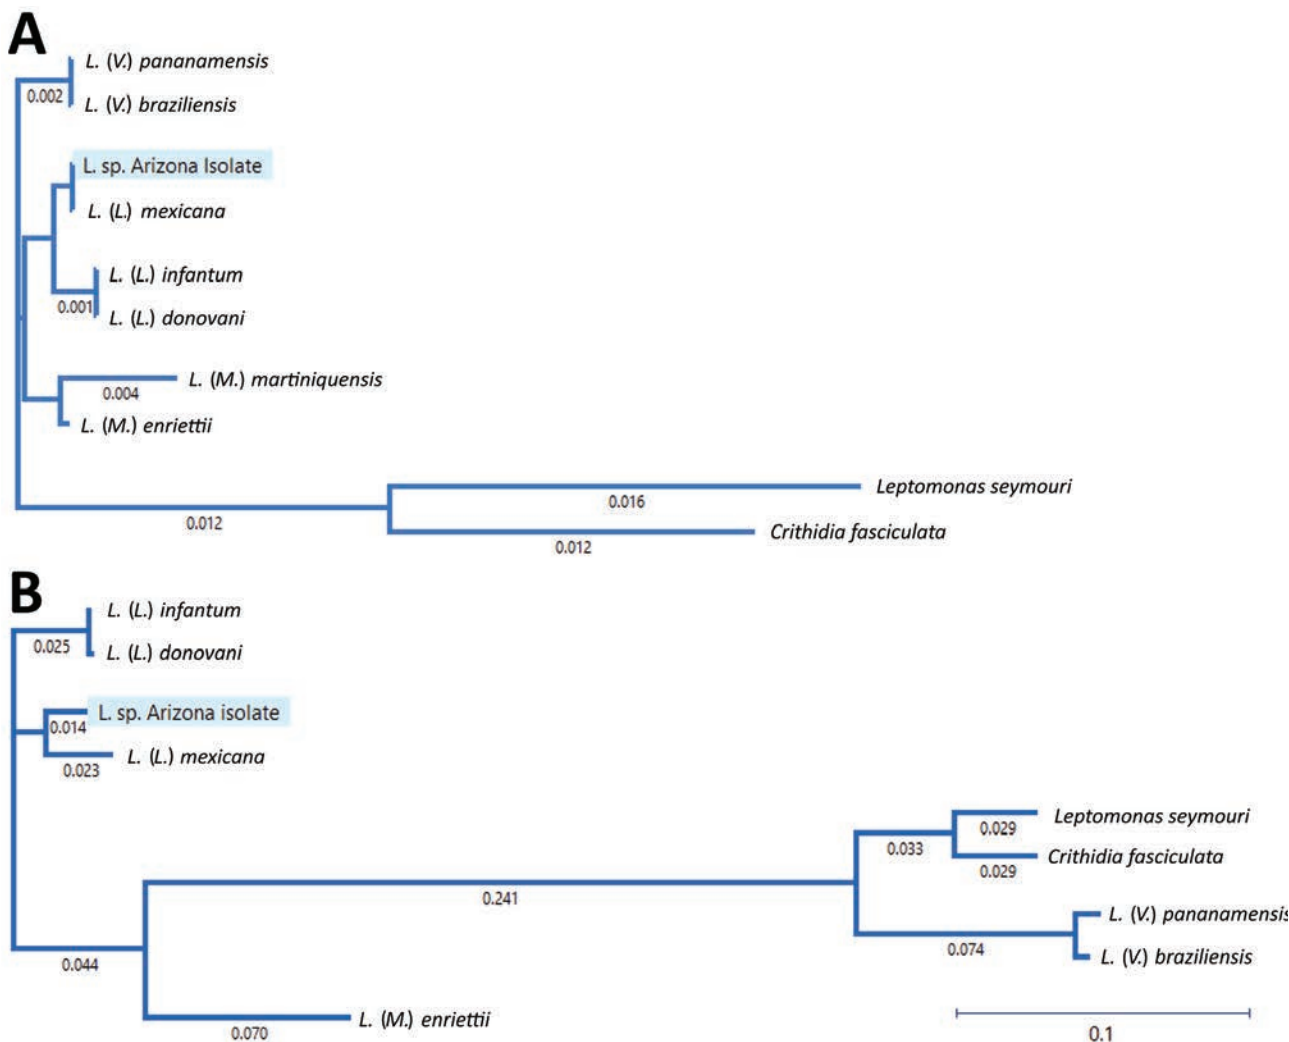 A
L. (V.) pananamensis
0.002
L. (V.) braziliensis
L. sp. Arizona Isolate
L. (L.) mexicana
L. (L.) infantum
0.001
L. (L.) donovani
L. (M.) martiniquensis
0.004
L. (M.) enriettii
Leptomonas seymouri
0.016
0.012
Crithidia fasciculata
0.012
B
L. (L.) infantum
0.025
L. (L.) donovani
L. sp. Arizona isolate
0.014
L. (L.) mexicana
0.023
Leptomonas seymouri
0.029
0.033
Crithidia fasciculata
0.029
0.241
L. (V.) pananamensis
0.074
L. (V.) braziliensis
0.044
L. (M.) enriettii
0.070
0.1